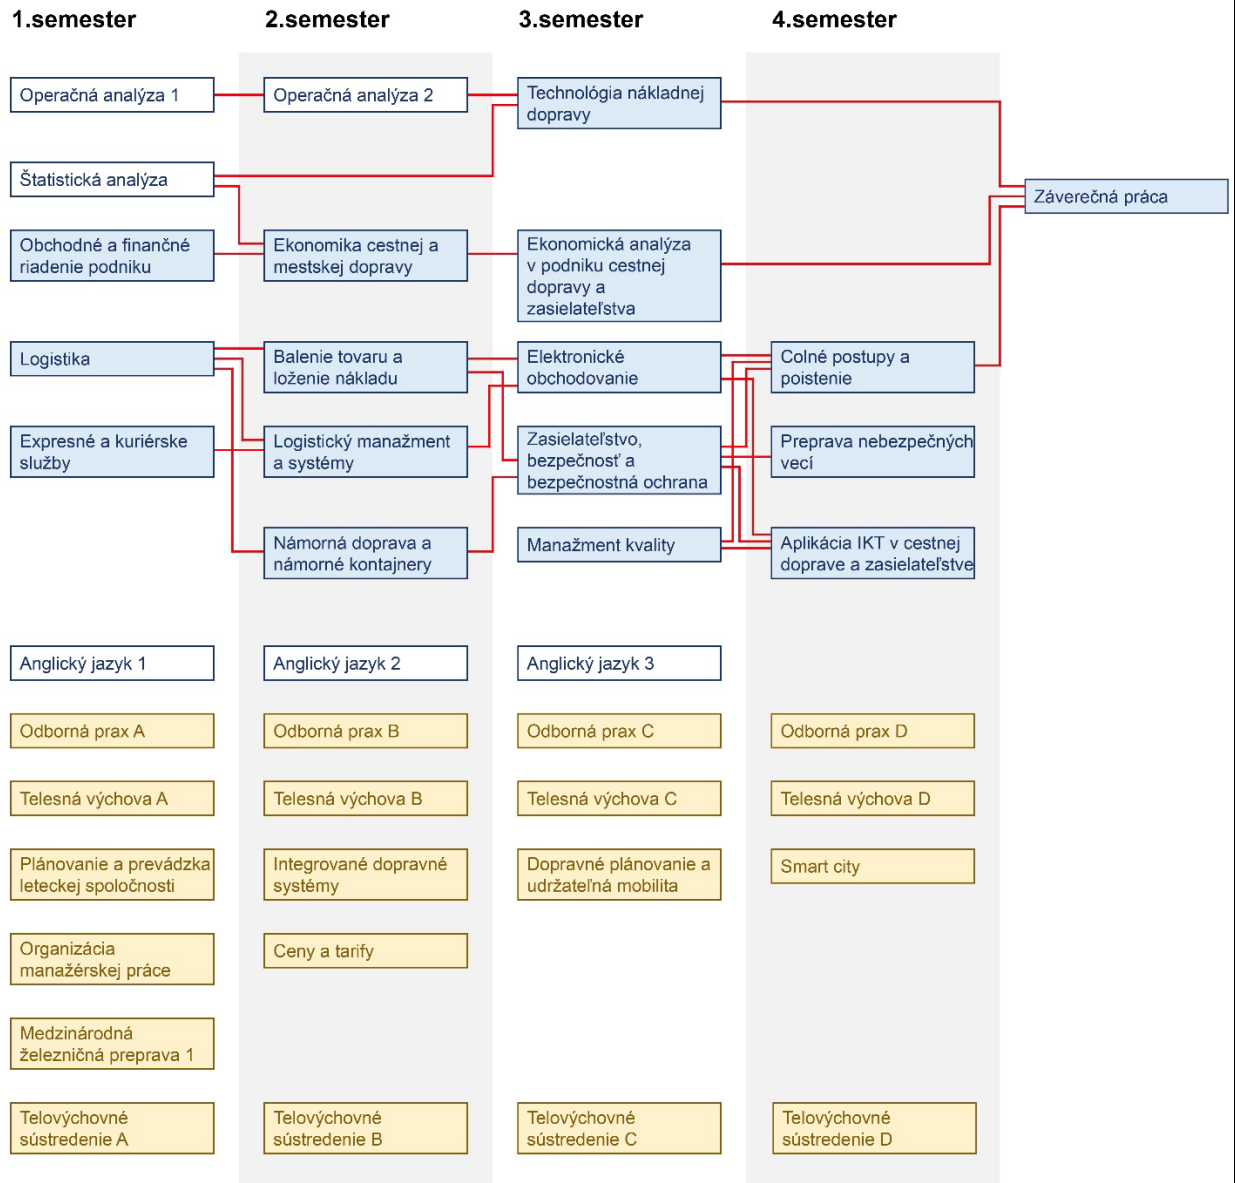 1.semester
2.semester
3.semester
4.semester
Operačná analýza 1
Operačná analýza 2
Technológia nákladnej
dopravy
Štatistická analýza
Záverečná práca
Obchodné a finančné
riadenie podniku
Ekonomika cestnej a
mestskej dopravy
Ekonomická analýza
v podniku cestnej
dopravy a
zasielateľstva
Logistika
Balenie tovaru a
loženie nákladu
Elektronické
obchodovanie
Colné postupy a
poistenie
Expresné a kuriérske
služby
Logistický manažment
a systémy
Zasielateľstvo,
bezpečnosť a
bezpečnostná ochrana
Preprava nebezpečných
vecí
Námorná doprava a
námorné kontajnery
Manažment kvality
Aplikácia IKT v cestnej
doprave a zasielateľstve
Anglický jazyk 1
Anglický jazyk 2
Anglický jazyk 3
Odborná prax A
Odborná prax B
Odborná prax C
Odborná prax D
Telesná výchova A
Telesná výchova B
Telesná výchova C
Telesná výchova D
Plánovanie a prevádzka
leteckej spoločnosti
Integrované dopravné
systémy
Dopravné plánovanie a
udržateľná mobilita
Smart city
Organizácia
manažérskej práce
Ceny a tarify
Medzinárodná
železničná preprava 1
Telovýchovné
sústredenie A
Telovýchovné
sústredenie B
Telovýchovné
sústredenie C
Telovýchovné
sústredenie D